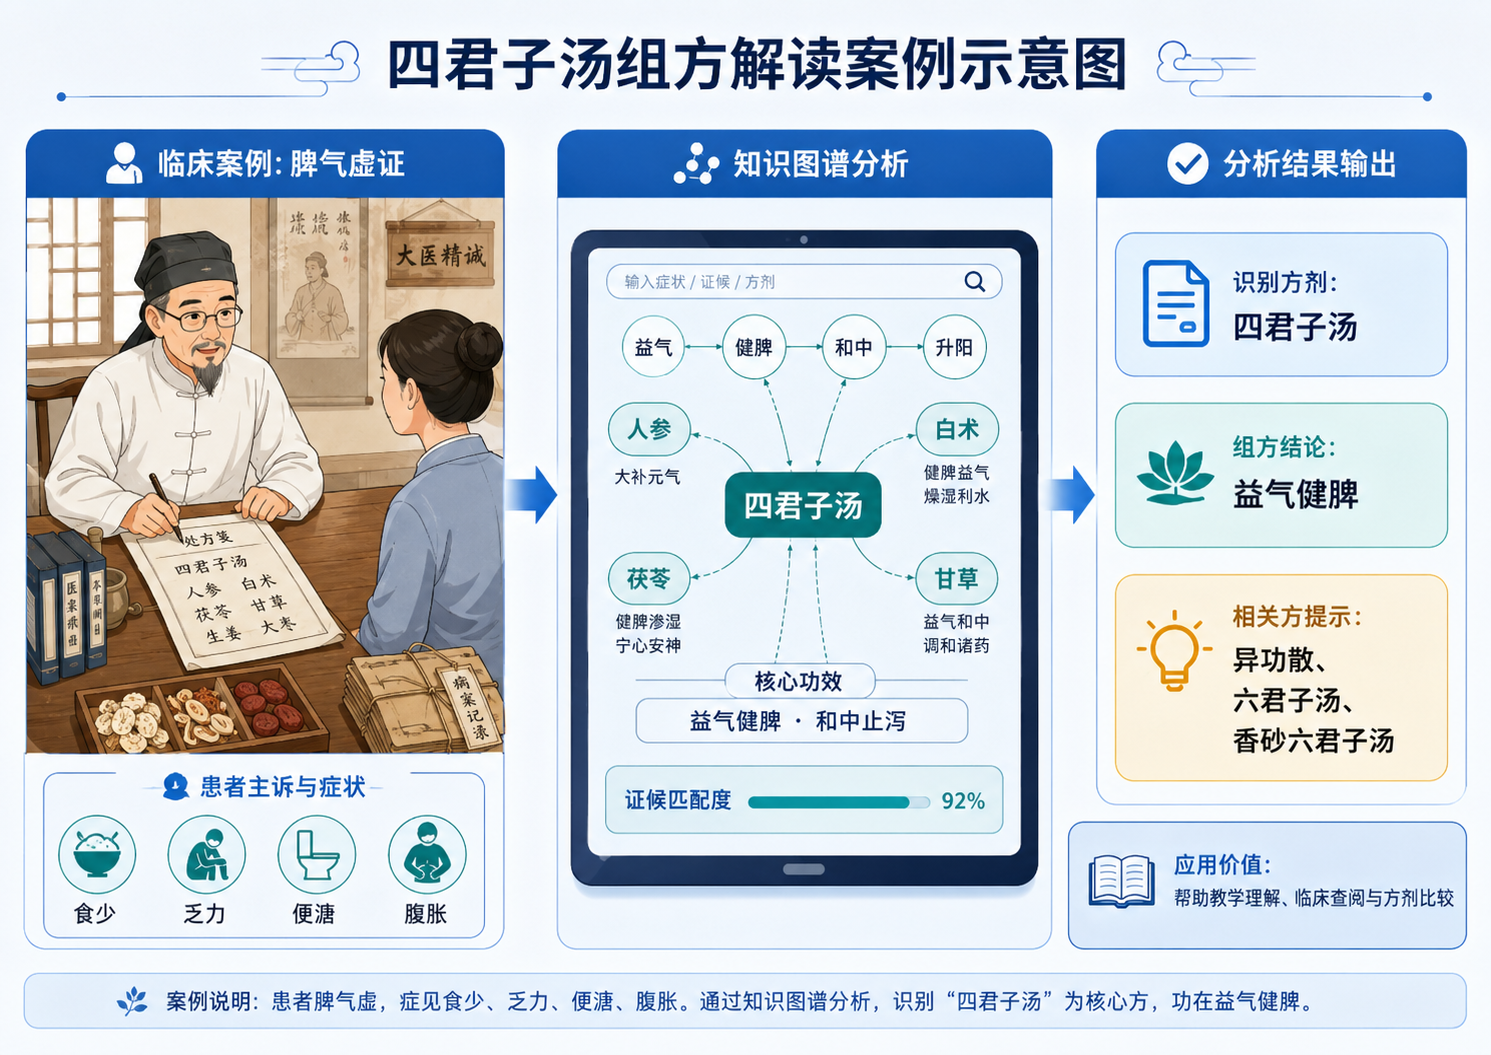 四君子汤组方解读案例示意图
临床案例：脾气虚证
大医精诚
处方笺
四君子汤
人参 白术
茯苓 甘草
生姜 大枣
病案记录
患者主诉与症状
食少
乏力
便溏
腹胀
知识图谱分析
输入症状 / 证候 / 方剂
益气
健脾
和中
升阳
人参
大补元气
白术
健脾益气
燥湿利水
四君子汤
茯苓
健脾渗湿
宁心安神
甘草
益气和中
调和诸药
核心功效
益气健脾 · 和中止泻
证候匹配度 92%
分析结果输出
识别方剂：
四君子汤
组方结论：
益气健脾
相关方提示：
异功散、
六君子汤、
香砂六君子汤
应用价值：
帮助教学理解、临床查阅与方剂比较
案例说明：患者脾气虚，症见食少、乏力、便溏、腹胀。通过知识图谱分析，识别“四君子汤”为核心方，功在益气健脾。